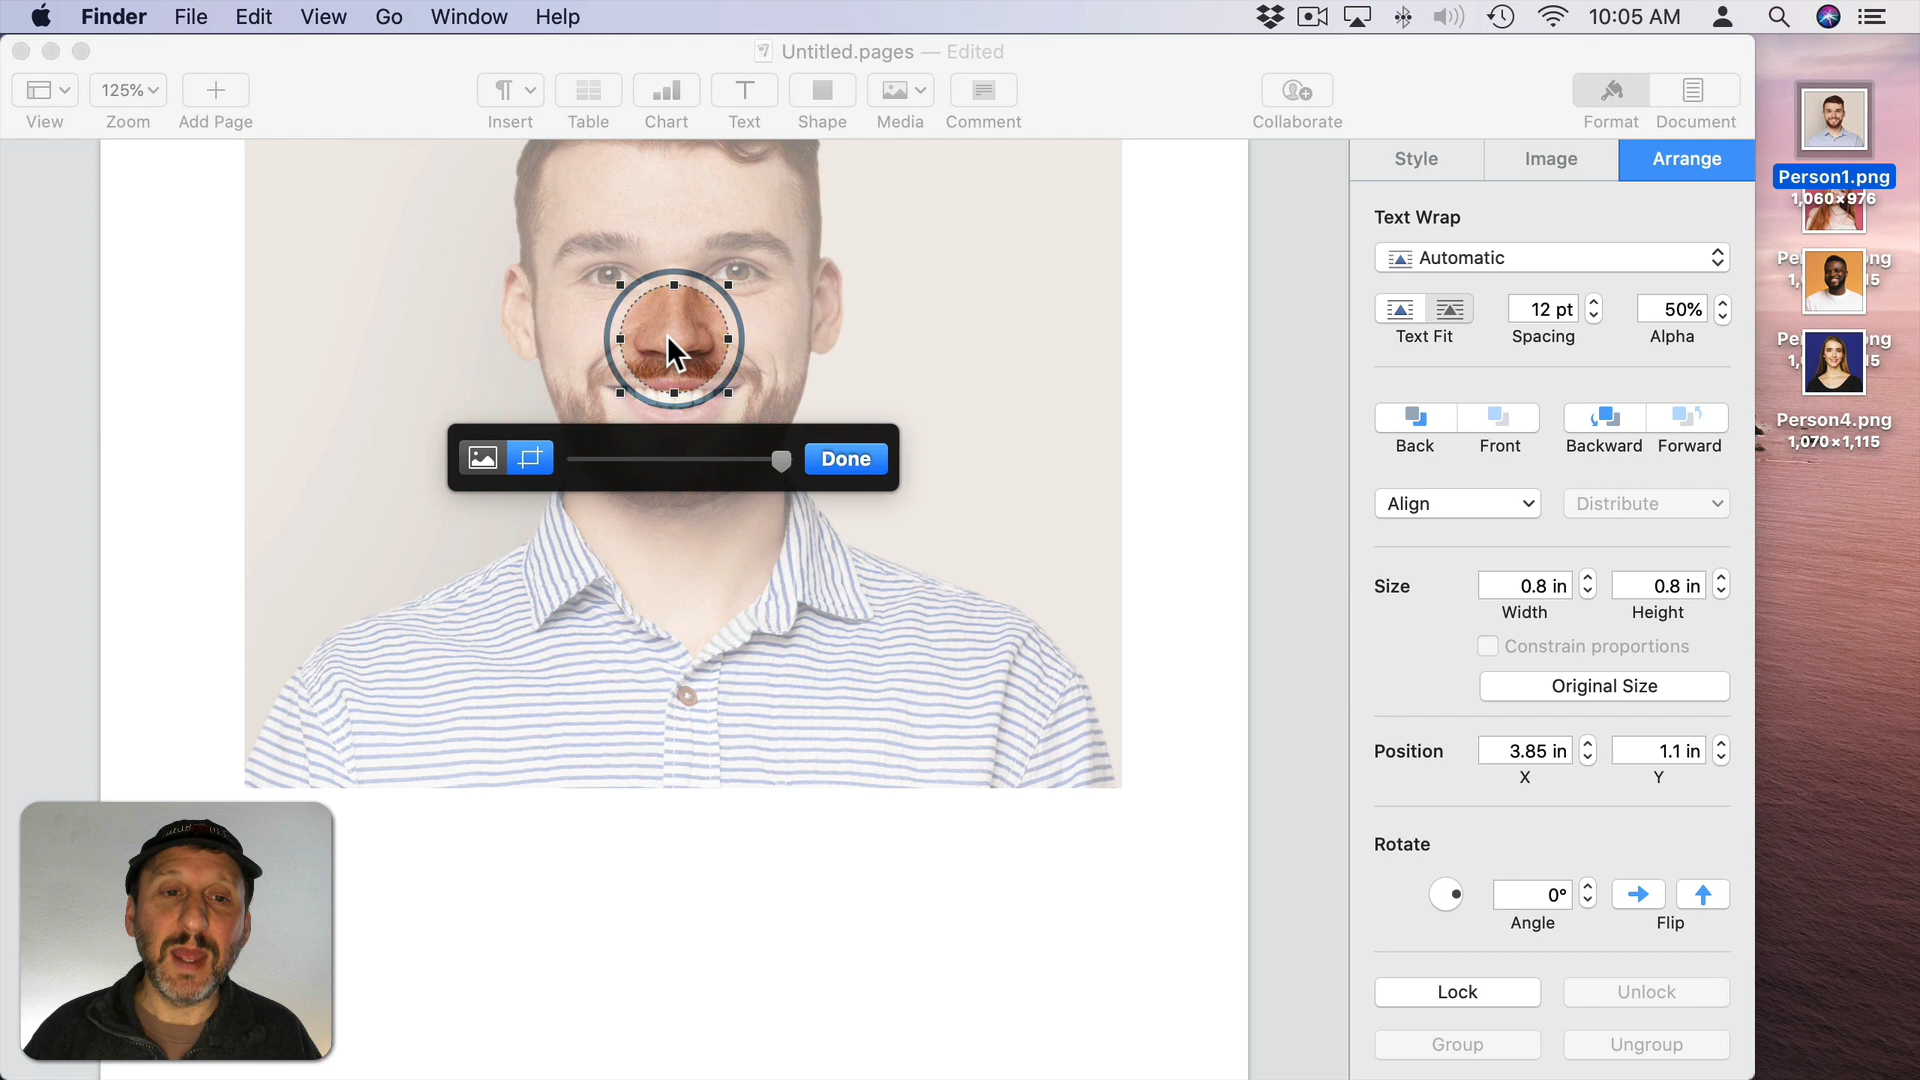 Finder File Edit View Go Window Help 10:05 AM
Untitled.pages — Edited
125%
View Zoom Add Page Insert Table Chart Text Shape Media Comment Collaborate Format Document
Style Image Arrange
Person1.png
1,060×976
Text Wrap
Automatic
12 pt 50%
Text Fit Spacing Alpha
Back Front Backward Forward
Done
Person4.png
1,070×1,115
Align Distribute
Size 0.8 in 0.8 in
Width Height
Constrain proportions
Original Size
Position 3.85 in 1.1 in
X Y
Rotate
0°
Angle Flip
Lock Unlock
Group Ungroup